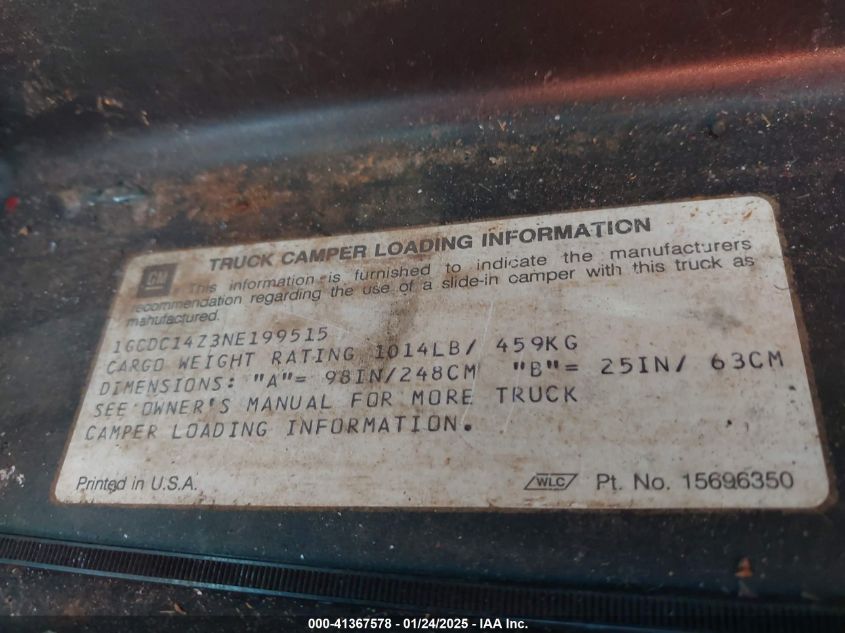 GM
TRUCK CAMPER LOADING INFORMATION
This information is furnished to indicate the manufacturers
recommendation regarding the use of a slide-in camper with this truck as
manufactured.
1GCDC14Z3NE199515
CARGO WEIGHT RATING 1014LB/ 459KG
DIMENSIONS: "A"= 98IN/248CM "B"= 25IN/ 63CM
SEE OWNER'S MANUAL FOR MORE TRUCK
CAMPER LOADING INFORMATION.
Printed in U.S.A. WLC Pt. No. 15696350
000-41367578 - 01/24/2025 - IAA Inc.